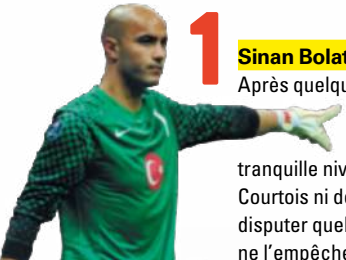 1
Sinan Bolat
Après quelqu
tranquille niv
Courtois ni de
disputer quel
ne l'empêche